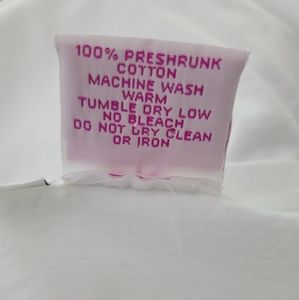 100% PRESHRUNK
COTTON
MACHINE WASH
WARM
TUMBLE DRY LOW
NO BLEACH
DO NOT DRY CLEAN
OR IRON